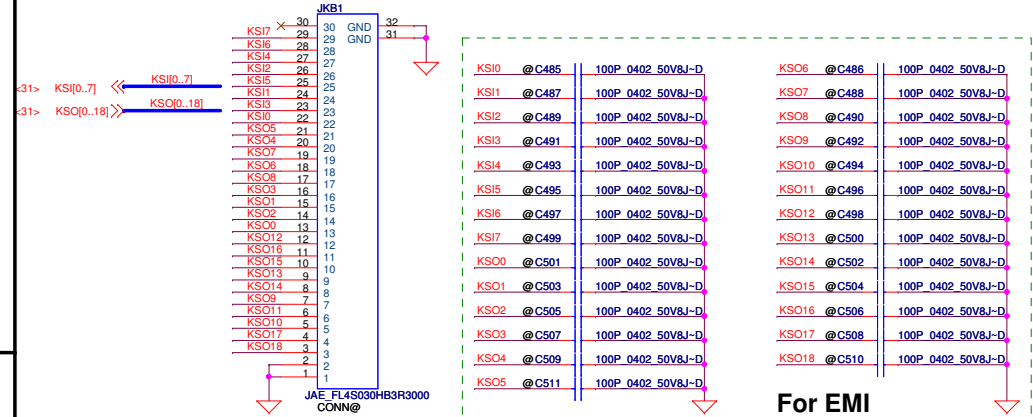 JKB1
30 30 GND 32
KSI7 29 29 GND 31
KSI6 28 28
KSI4 27 27
KSI2 26 26
KSI5 25 25
KSI1 24 24
KSI3 23 23
KSI0 22 22
KSO5 21 21
KSO4 20 20
KSO7 19 19
KSO6 18 18
KSO8 17 17
KSO3 16 16
KSO1 15 15
KSO2 14 14
KSO0 13 13
KSO12 12 12
KSO16 11 11
KSO15 10 10
KSO13 9 9
KSO14 8 8
KSO9 7 7
KSO11 6 6
KSO10 5 5
KSO17 4 4
KSO18 3 3
2 2
1 1
JAE_FL4S030HB3R3000
CONN@
<31> KSI[0..7] KSI[0..7]
<31> KSO[0..18] KSO[0..18]
KSI0 @C485 100P_0402_50V8J~D
KSI1 @C487 100P_0402_50V8J~D
KSI2 @C489 100P_0402_50V8J~D
KSI3 @C491 100P_0402_50V8J~D
KSI4 @C493 100P_0402_50V8J~D
KSI5 @C495 100P_0402_50V8J~D
KSI6 @C497 100P_0402_50V8J~D
KSI7 @C499 100P_0402_50V8J~D
KSO0 @C501 100P_0402_50V8J~D
KSO1 @C503 100P_0402_50V8J~D
KSO2 @C505 100P_0402_50V8J~D
KSO3 @C507 100P_0402_50V8J~D
KSO4 @C509 100P_0402_50V8J~D
KSO5 @C511 100P_0402_50V8J~D
KSO6 @C486 100P_0402_50V8J~D
KSO7 @C488 100P_0402_50V8J~D
KSO8 @C490 100P_0402_50V8J~D
KSO9 @C492 100P_0402_50V8J~D
KSO10 @C494 100P_0402_50V8J~D
KSO11 @C496 100P_0402_50V8J~D
KSO12 @C498 100P_0402_50V8J~D
KSO13 @C500 100P_0402_50V8J~D
KSO14 @C502 100P_0402_50V8J~D
KSO15 @C504 100P_0402_50V8J~D
KSO16 @C506 100P_0402_50V8J~D
KSO17 @C508 100P_0402_50V8J~D
KSO18 @C510 100P_0402_50V8J~D
For EMI